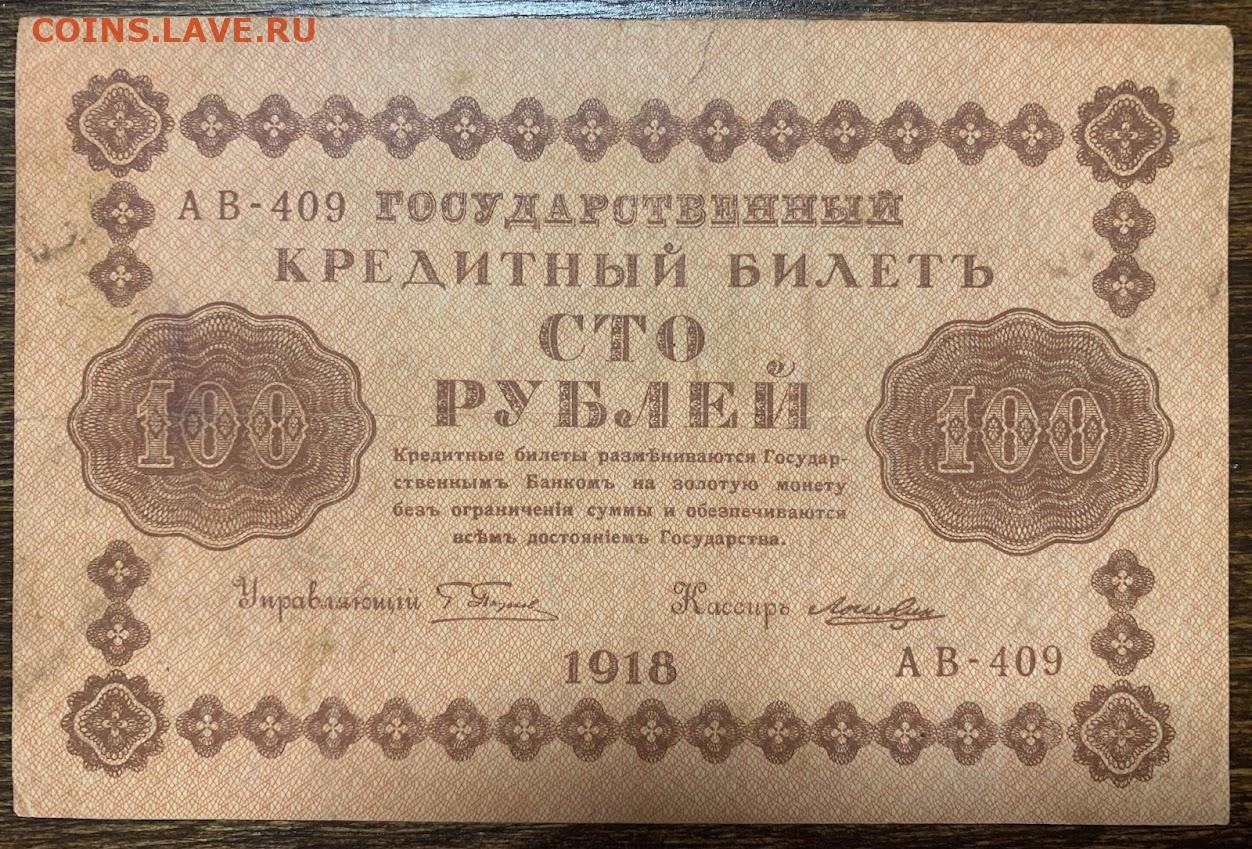 COINS.LAVE.RU
АВ-409 ГОСУДАРСТВЕННЫЙ
КРЕДИТНЫЙ БИЛЕТЪ
СТО
РУБЛЕЙ
100 100
Кредитные билеты размѣниваются Государ-
ственнымъ Банкомъ на золотую монету
безъ ограниченія суммы и обезпечиваются
всѣмъ достояніемъ Государства.
Управляющій Кассиръ
1918 АВ-409